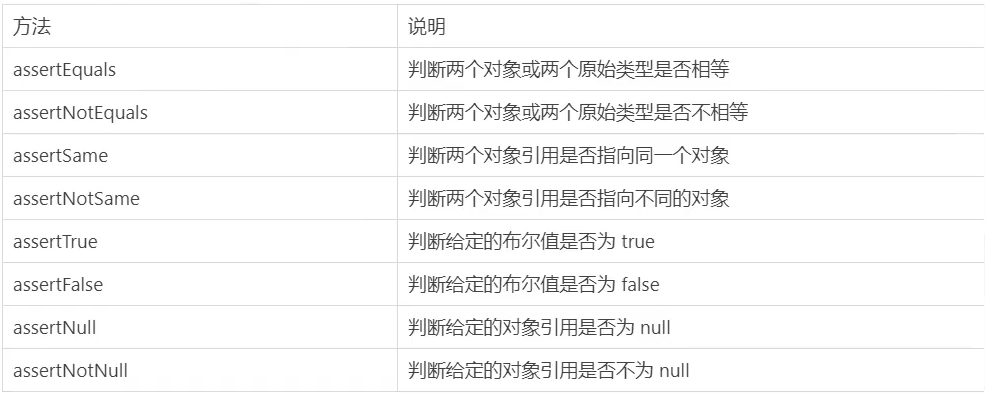 方法 说明
assertEquals 判断两个对象或两个原始类型是否相等
assertNotEquals 判断两个对象或两个原始类型是否不相等
assertSame 判断两个对象引用是否指向同一个对象
assertNotSame 判断两个对象引用是否指向不同的对象
assertTrue 判断给定的布尔值是否为 true
assertFalse 判断给定的布尔值是否为 false
assertNull 判断给定的对象引用是否为 null
assertNotNull 判断给定的对象引用是否不为 null